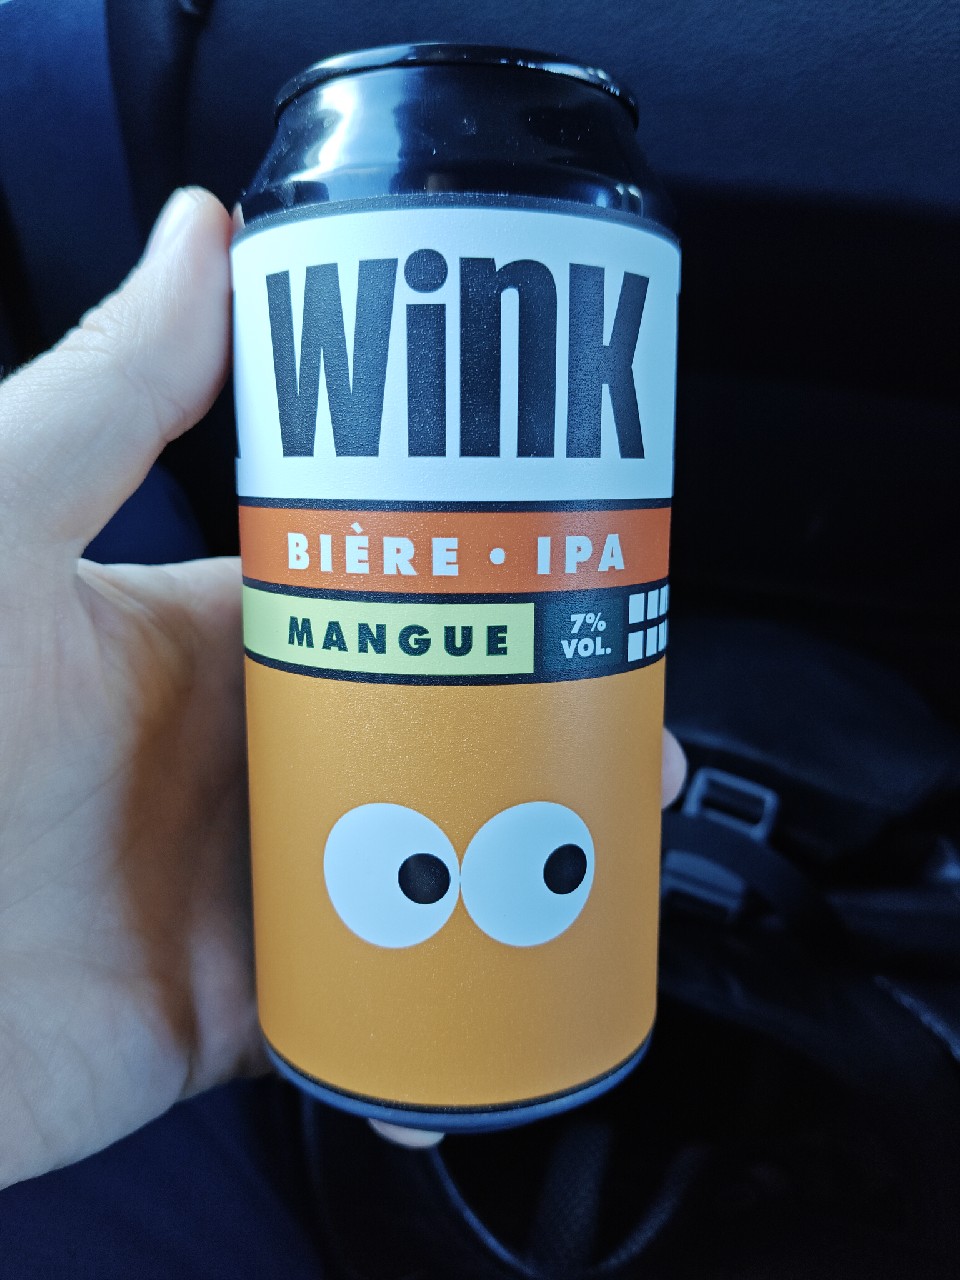 wink
BIÈRE • IPA
MANGUE
7%
VOL.